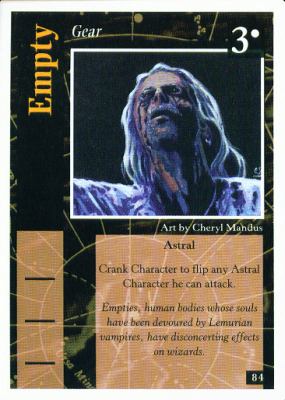 Empty
Gear
3•
Art by Cheryl Mandus
Astral
Crank Character to flip any Astral
Character he can attack.
Empties, human bodies whose souls
have been devoured by Lemurian
vampires, have disconcerting effects
on wizards.
84